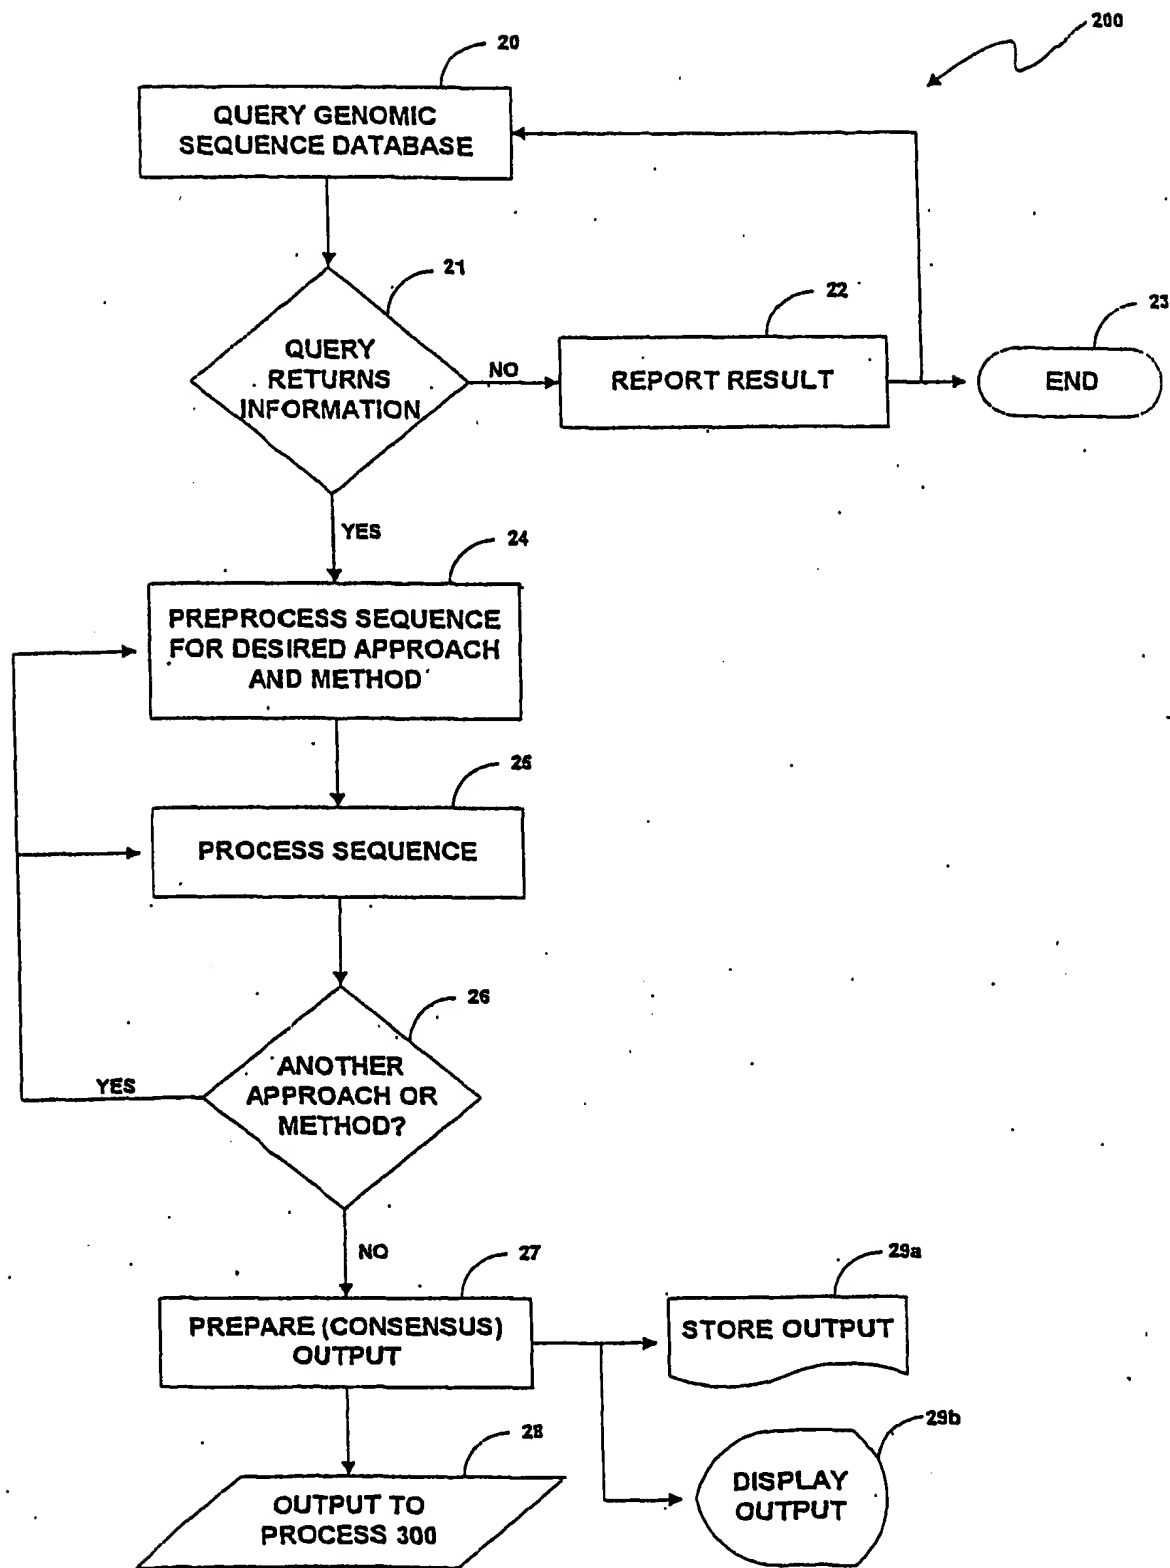 200
20
QUERY GENOMIC
SEQUENCE DATABASE
21
QUERY
RETURNS
INFORMATION
NO
22
REPORT RESULT
23
END
YES
24
PREPROCESS SEQUENCE
FOR DESIRED APPROACH
AND METHOD
25
PROCESS SEQUENCE
26
ANOTHER
APPROACH OR
METHOD?
YES
NO
27
PREPARE (CONSENSUS)
OUTPUT
29a
STORE OUTPUT
28
OUTPUT TO
PROCESS 300
29b
DISPLAY
OUTPUT